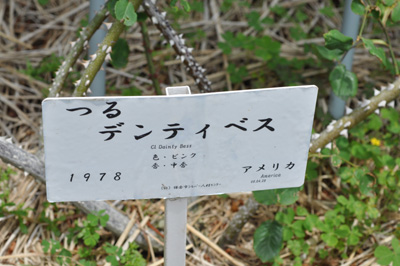 つる
デンティベス
Cl Dainty Bess
色・ピンク
香・中香
1978
アメリカ
America